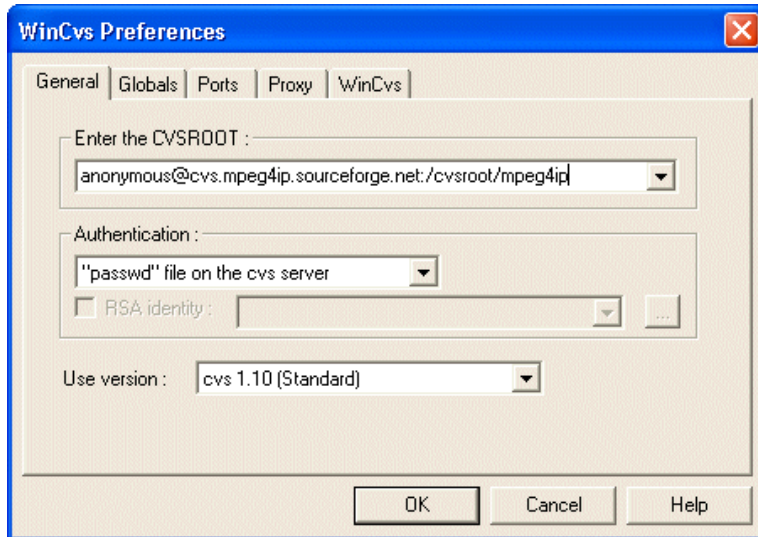 WinCvs Preferences
General Globals Ports Proxy WinCvs
Enter the CVSROOT :
anonymous@cvs.mpeg4ip.sourceforge.net:/cvsroot/mpeg4ip
Authentication :
"passwd" file on the cvs server
RSA identity : ...
Use version : cvs 1.10 (Standard)
OK Cancel Help